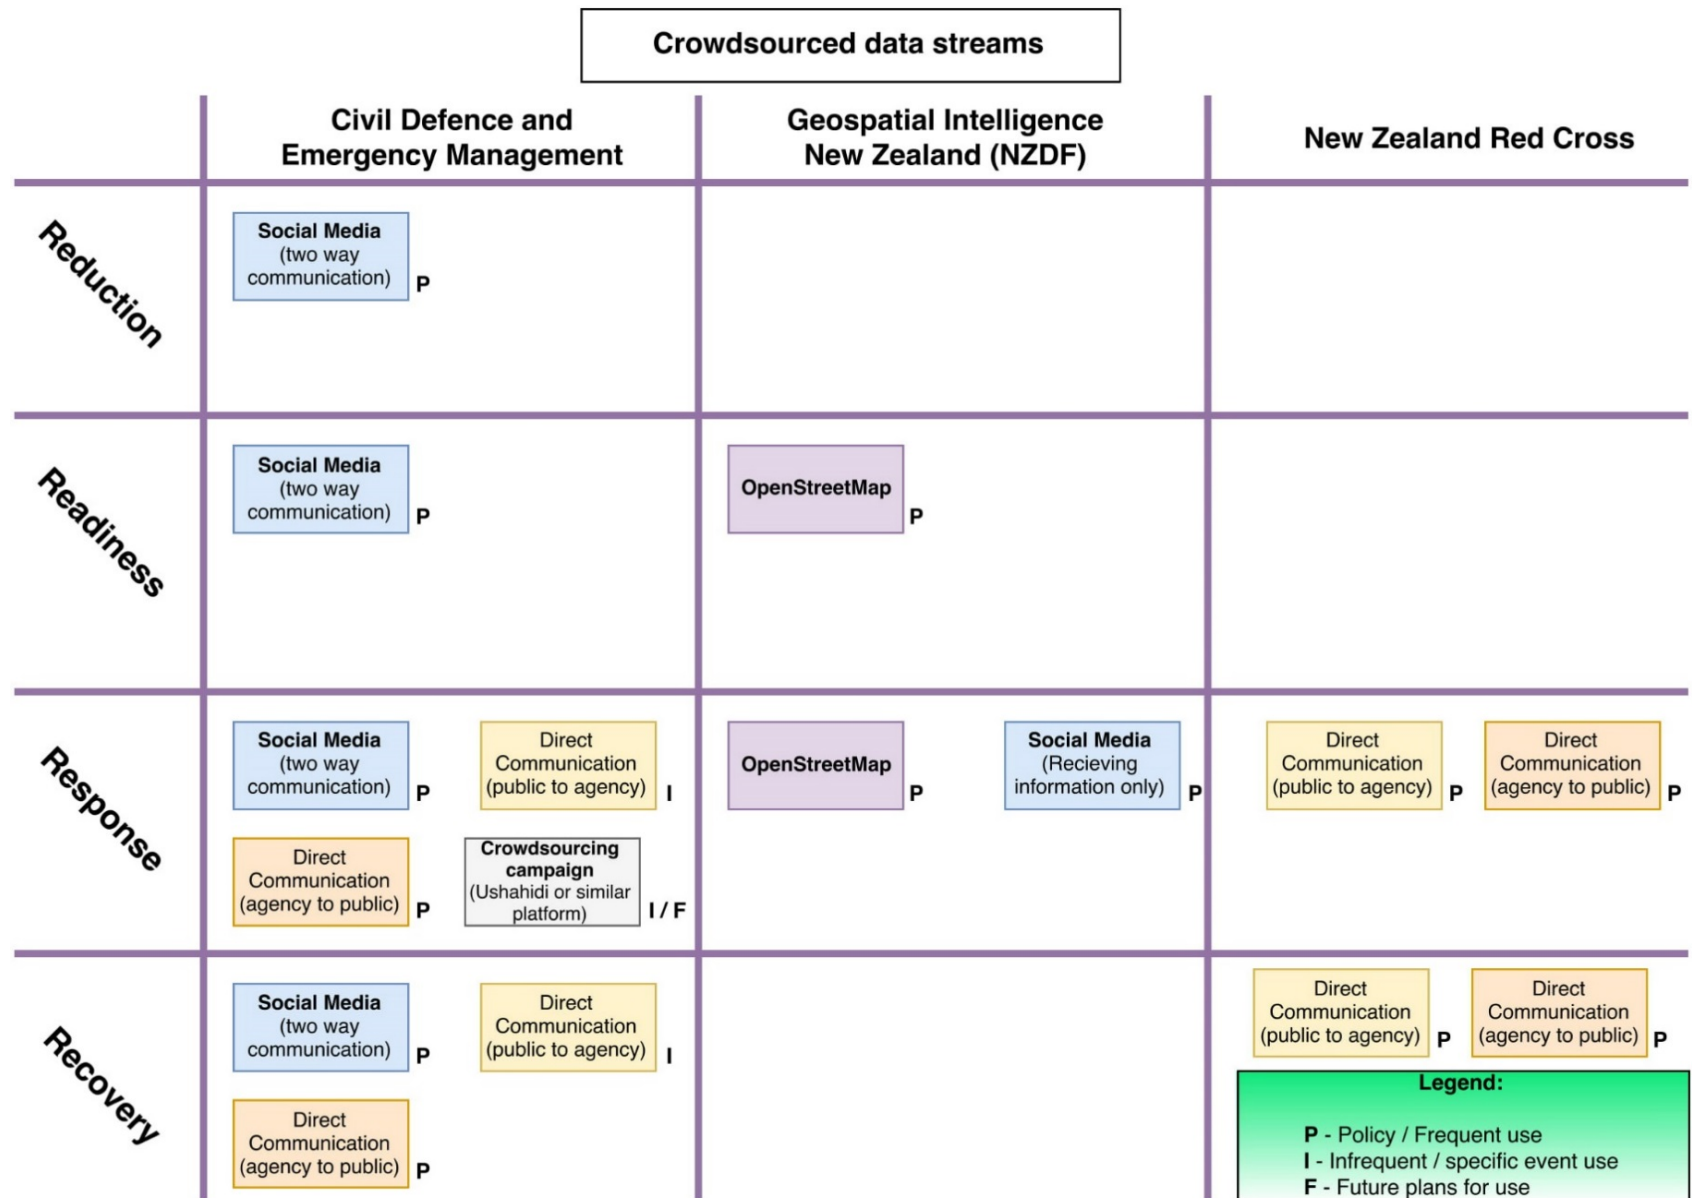 Crowdsourced data streams
Civil Defence and
Emergency Management
Geospatial Intelligence
New Zealand (NZDF)
New Zealand Red Cross
Reduction
Social Media
(two way
communication)
P
Readiness
Social Media
(two way
communication)
P
OpenStreetMap
P
Response
Social Media
(two way
communication)
P
Direct
Communication
(public to agency)
I
Direct
Communication
(agency to public)
P
Crowdsourcing
campaign
(Ushahidi or similar
platform)
I / F
OpenStreetMap
P
Social Media
(Recieving
information only)
P
Direct
Communication
(public to agency)
P
Direct
Communication
(agency to public)
P
Recovery
Social Media
(two way
communication)
P
Direct
Communication
(public to agency)
I
Direct
Communication
(agency to public)
P
Direct
Communication
(public to agency)
P
Direct
Communication
(agency to public)
P
Legend:
P - Policy / Frequent use
I - Infrequent / specific event use
F - Future plans for use